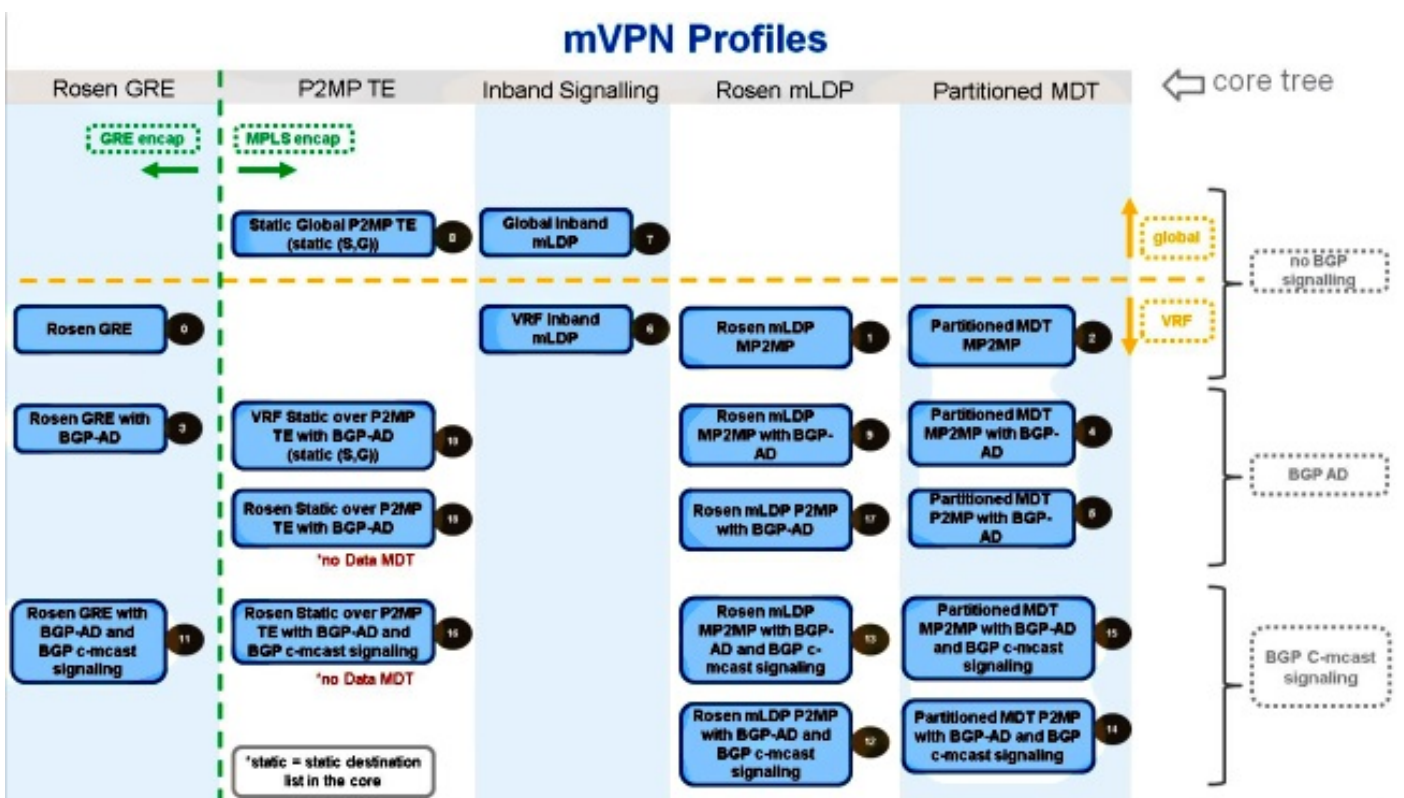 mVPN Profiles
Rosen GRE
P2MP TE
Inband Signalling
Rosen mLDP
Partitioned MDT
core tree
GRE encap
MPLS encap
Static Global P2MP TE
(static (S,G))
8
Global Inband
mLDP
7
global
no BGP
signalling
VRF
Rosen GRE
0
VRF Inband
mLDP
6
Rosen mLDP
MP2MP
1
Partitioned MDT
MP2MP
2
Rosen GRE with
BGP-AD
3
VRF Static over P2MP
TE with BGP-AD
(static (S,G))
10
Rosen mLDP
MP2MP with BGP-
AD
9
Partitioned MDT
MP2MP with BGP-
AD
4
BGP AD
Rosen Static over P2MP
TE with BGP-AD
18
*no Data MDT
Rosen mLDP P2MP
with BGP-AD
17
Partitioned MDT
P2MP with BGP-
AD
5
Rosen GRE with
BGP-AD and
BGP c-mcast
signaling
11
Rosen Static over P2MP
TE with BGP-AD and
BGP c-mcast signaling
16
*no Data MDT
Rosen mLDP
MP2MP with BGP-
AD and BGP c-
mcast signaling
13
Partitioned MDT
MP2MP with BGP-AD
and BGP c-mcast
signaling
15
BGP C-mcast
signaling
Rosen mLDP P2MP
with BGP-AD and
BGP c-mcast
signaling
12
Partitioned MDT P2MP
with BGP-AD and BGP
c-mcast signaling
14
*static = static destination
list in the core